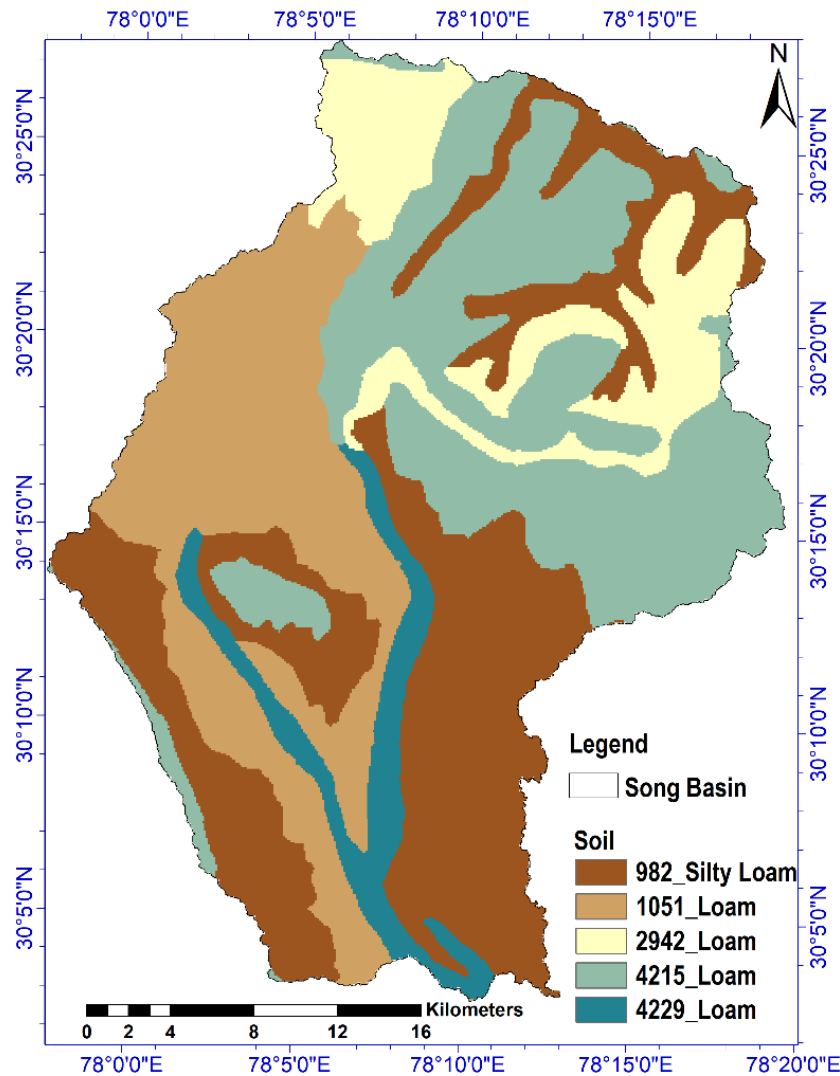 78°0'0"E 78°5'0"E 78°10'0"E 78°15'0"E
N
30°25'0"N
30°20'0"N
30°15'0"N
30°10'0"N
30°5'0"N
30°25'0"N
30°20'0"N
30°15'0"N
30°10'0"N
30°5'0"N
Legend
Song Basin
Soil
982_Silty Loam
1051_Loam
2942_Loam
4215_Loam
4229_Loam
Kilometers
0 2 4 8 12 16
78°0'0"E 78°5'0"E 78°10'0"E 78°15'0"E 78°20'0"E